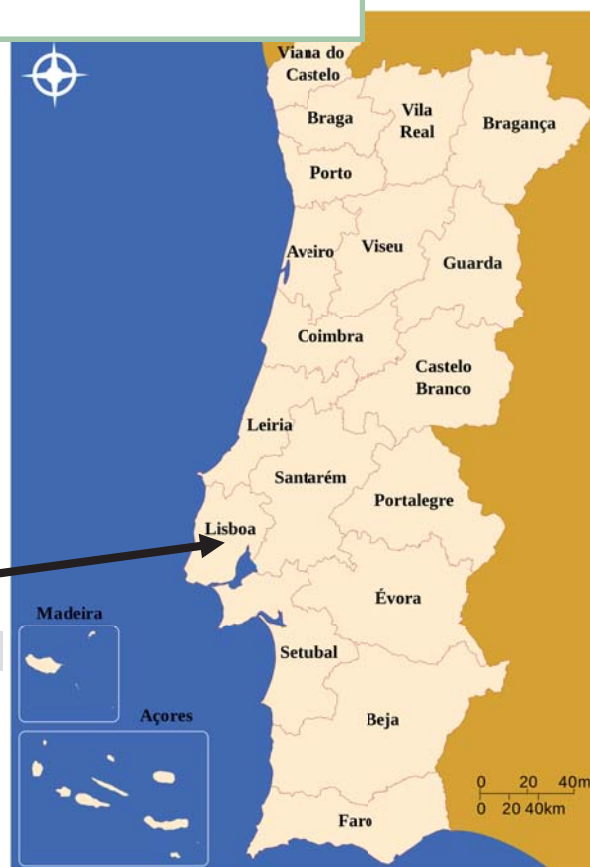 Viana do
Castelo
Braga
Vila
Real
Bragança
Porto
Aveiro
Viseu
Guarda
Coimbra
Castelo
Branco
Leiria
Santarém
Portalegre
Lisboa
Évora
Madeira
Setubal
Açores
Beja
0 20 40m
0 20 40km
Faro